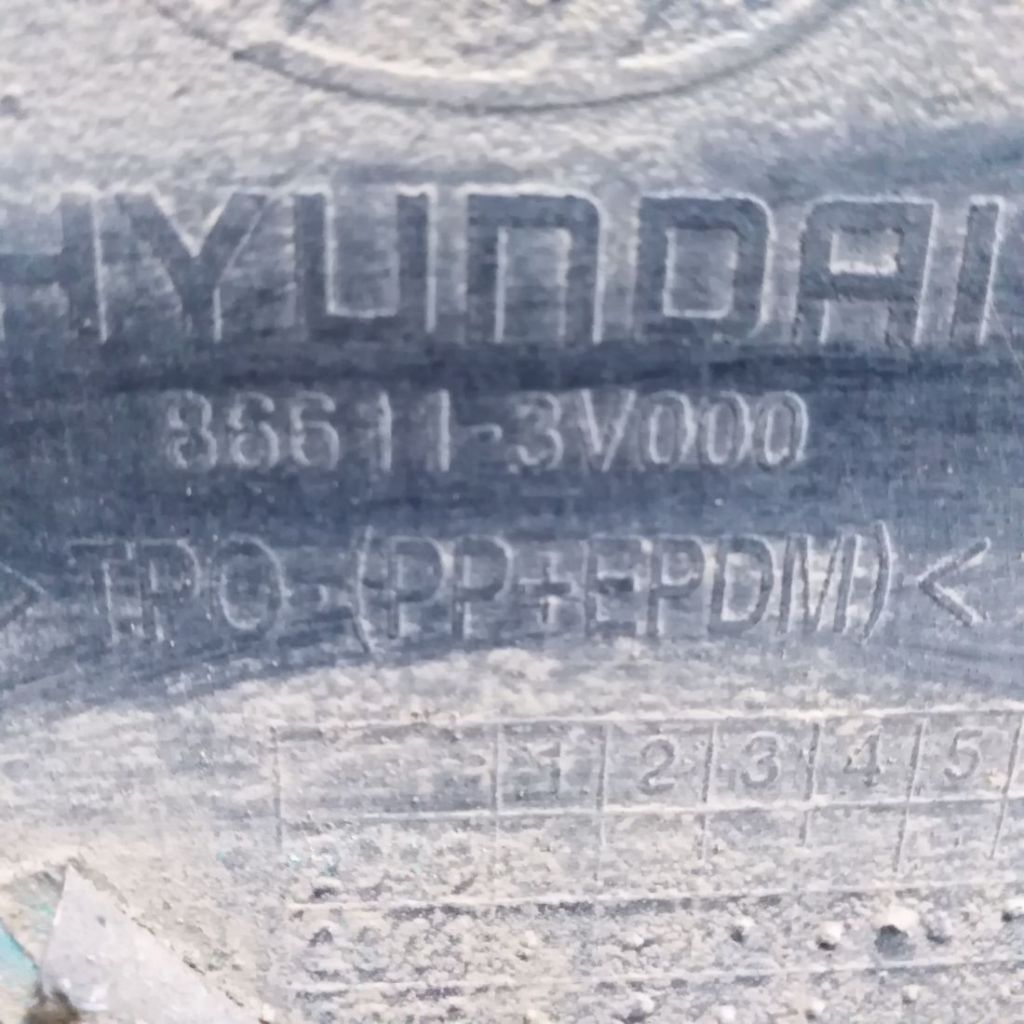 HYUNDAI
86611-3V000
>TPO-(PP+EPDM)<
1 2 3 4 5